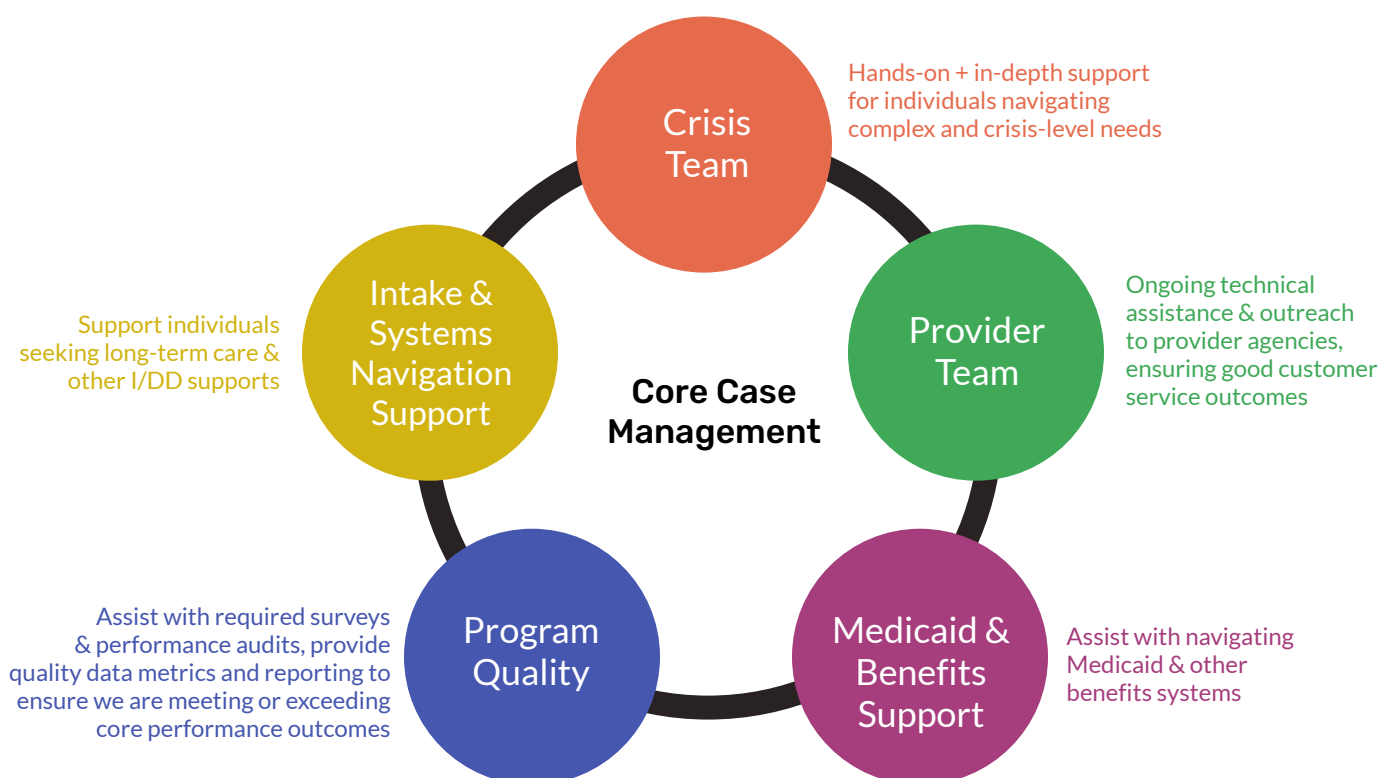 Crisis
Team
Hands-on + in-depth support
for individuals navigating
complex and crisis-level needs
Provider
Team
Ongoing technical
assistance & outreach
to provider agencies,
ensuring good customer
service outcomes
Medicaid &
Benefits
Support
Assist with navigating
Medicaid & other
benefits systems
Program
Quality
Assist with required surveys
& performance audits, provide
quality data metrics and reporting to
ensure we are meeting or exceeding
core performance outcomes
Intake &
Systems
Navigation
Support
Support individuals
seeking long-term care &
other I/DD supports
Core Case
Management